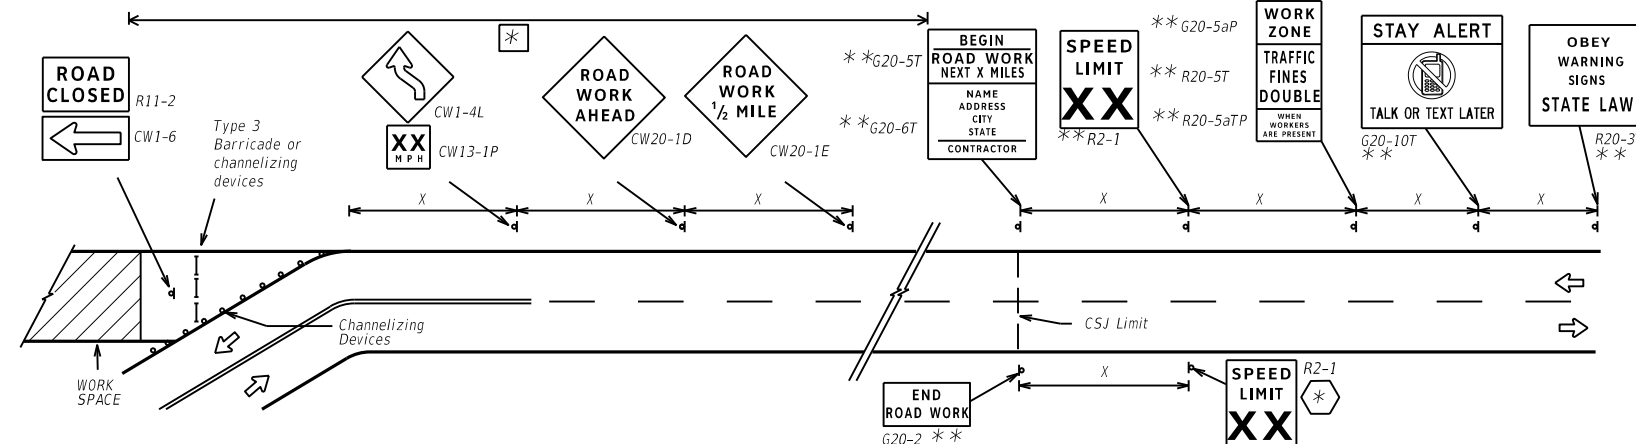 ROAD
CLOSED
R11-2
CW1-6
Type 3
Barricade or
channelizing
devices
CW1-4L
XX
MPH
CW13-1P
*
ROAD
WORK
AHEAD
CW20-1D
ROAD
WORK
1/2 MILE
CW20-1E
**G20-5T
**G20-6T
BEGIN
ROAD WORK
NEXT X MILES
NAME
ADDRESS
CITY
STATE
CONTRACTOR
SPEED
LIMIT
XX
**R2-1
**G20-5aP
** R20-5T
**R20-5aTP
WORK
ZONE
TRAFFIC
FINES
DOUBLE
WHEN
WORKERS
ARE PRESENT
STAY ALERT
TALK OR TEXT LATER
G20-10T
**
OBEY
WARNING
SIGNS
STATE LAW
R20-3
**
X X X X X X X
Channelizing
Devices
WORK
SPACE
CSJ Limit
END
ROAD WORK
G20-2 **
X
SPEED
LIMIT
XX
R2-1
*